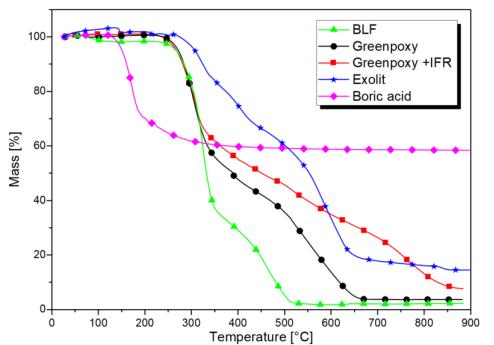 BLF
Greenpoxy
Greenpoxy +IFR
Exolit
Boric acid
Mass [%]
100
80
60
40
20
0
0 100 200 300 400 500 600 700 800 900
Temperature [°C]